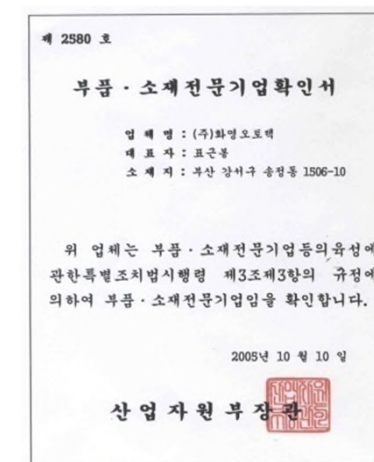 제 2580 호
부품 · 소재전문기업확인서
업 체 명 : (주)화영오토텍
대 표 자 : 표근봉
소 재 지 : 부산 강서구 송정동 1506-10
위 업체는 부품 · 소재전문기업등의육성에
관한특별조치법시행령 제3조제3항의 규정에
의하여 부품 · 소재전문기업임을 확인합니다.
2005년 10 월 10 일
산 업 자 원 부 장 관